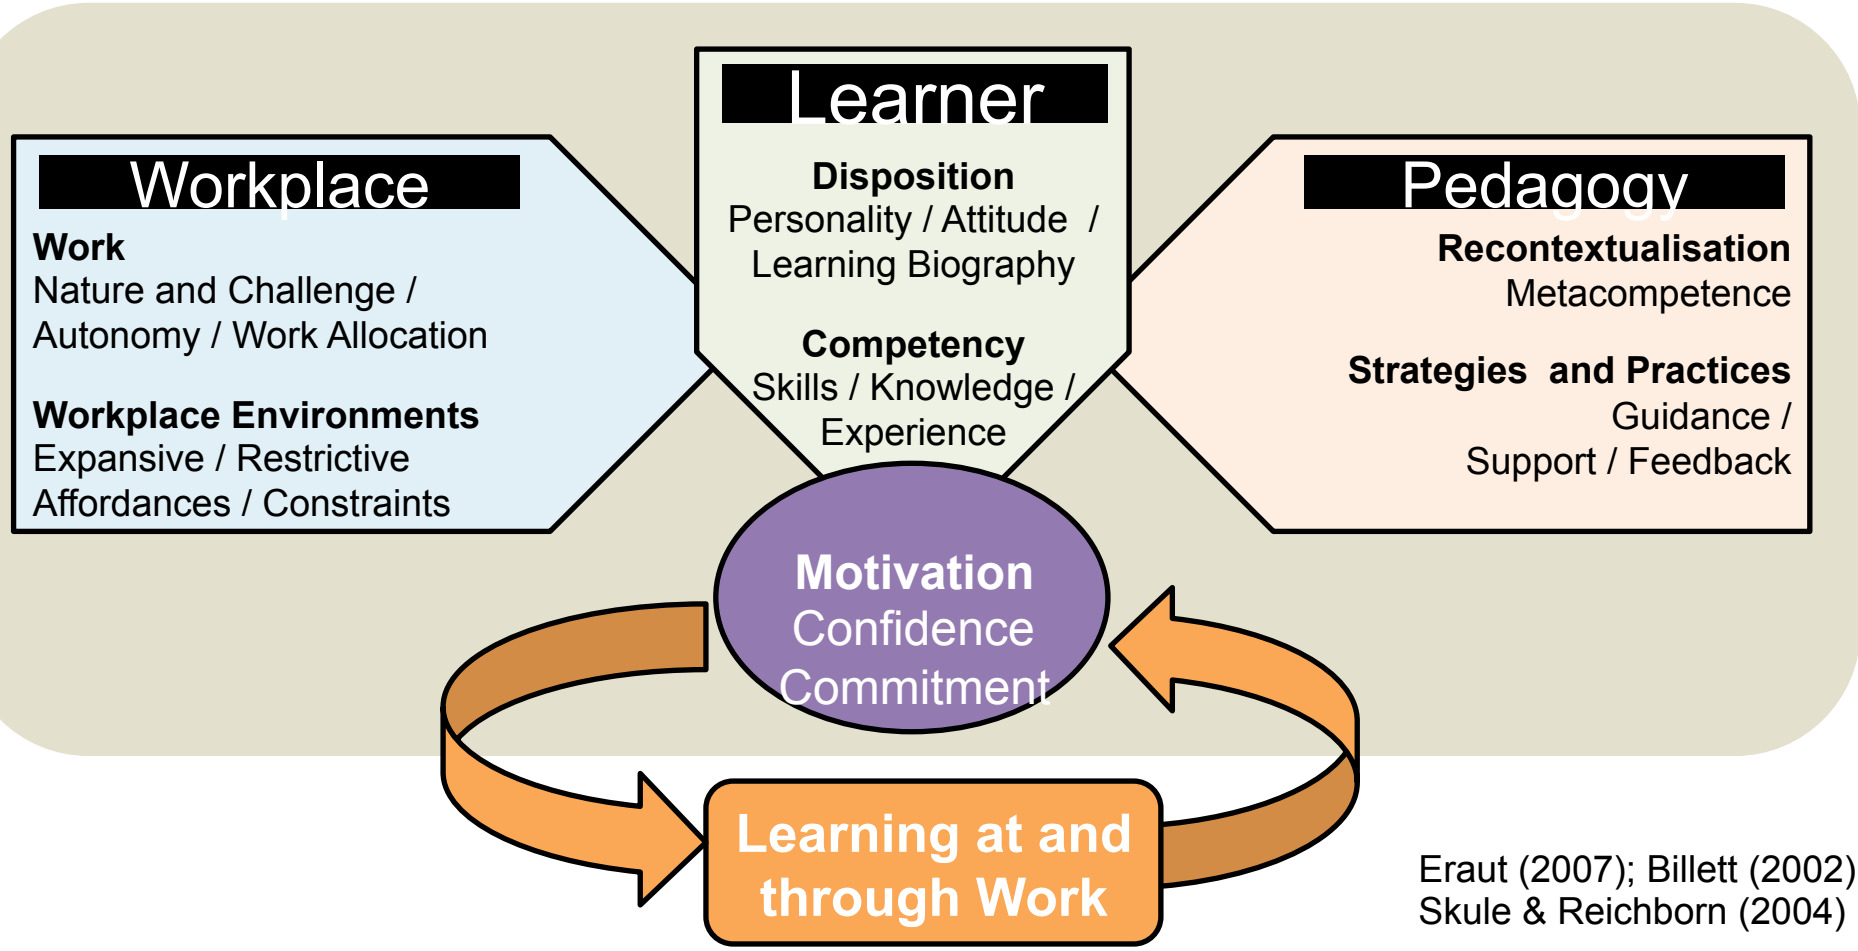 Learner
Disposition
Personality / Attitude /
Learning Biography
Competency
Skills / Knowledge /
Experience
Workplace
Work
Nature and Challenge /
Autonomy / Work Allocation
Workplace Environments
Expansive / Restrictive
Affordances / Constraints
Pedagogy
Recontextualisation
Metacompetence
Strategies and Practices
Guidance /
Support / Feedback
Motivation
Confidence
Commitment
Learning at and
through Work
Eraut (2007); Billett (2002)
Skule & Reichborn (2004)